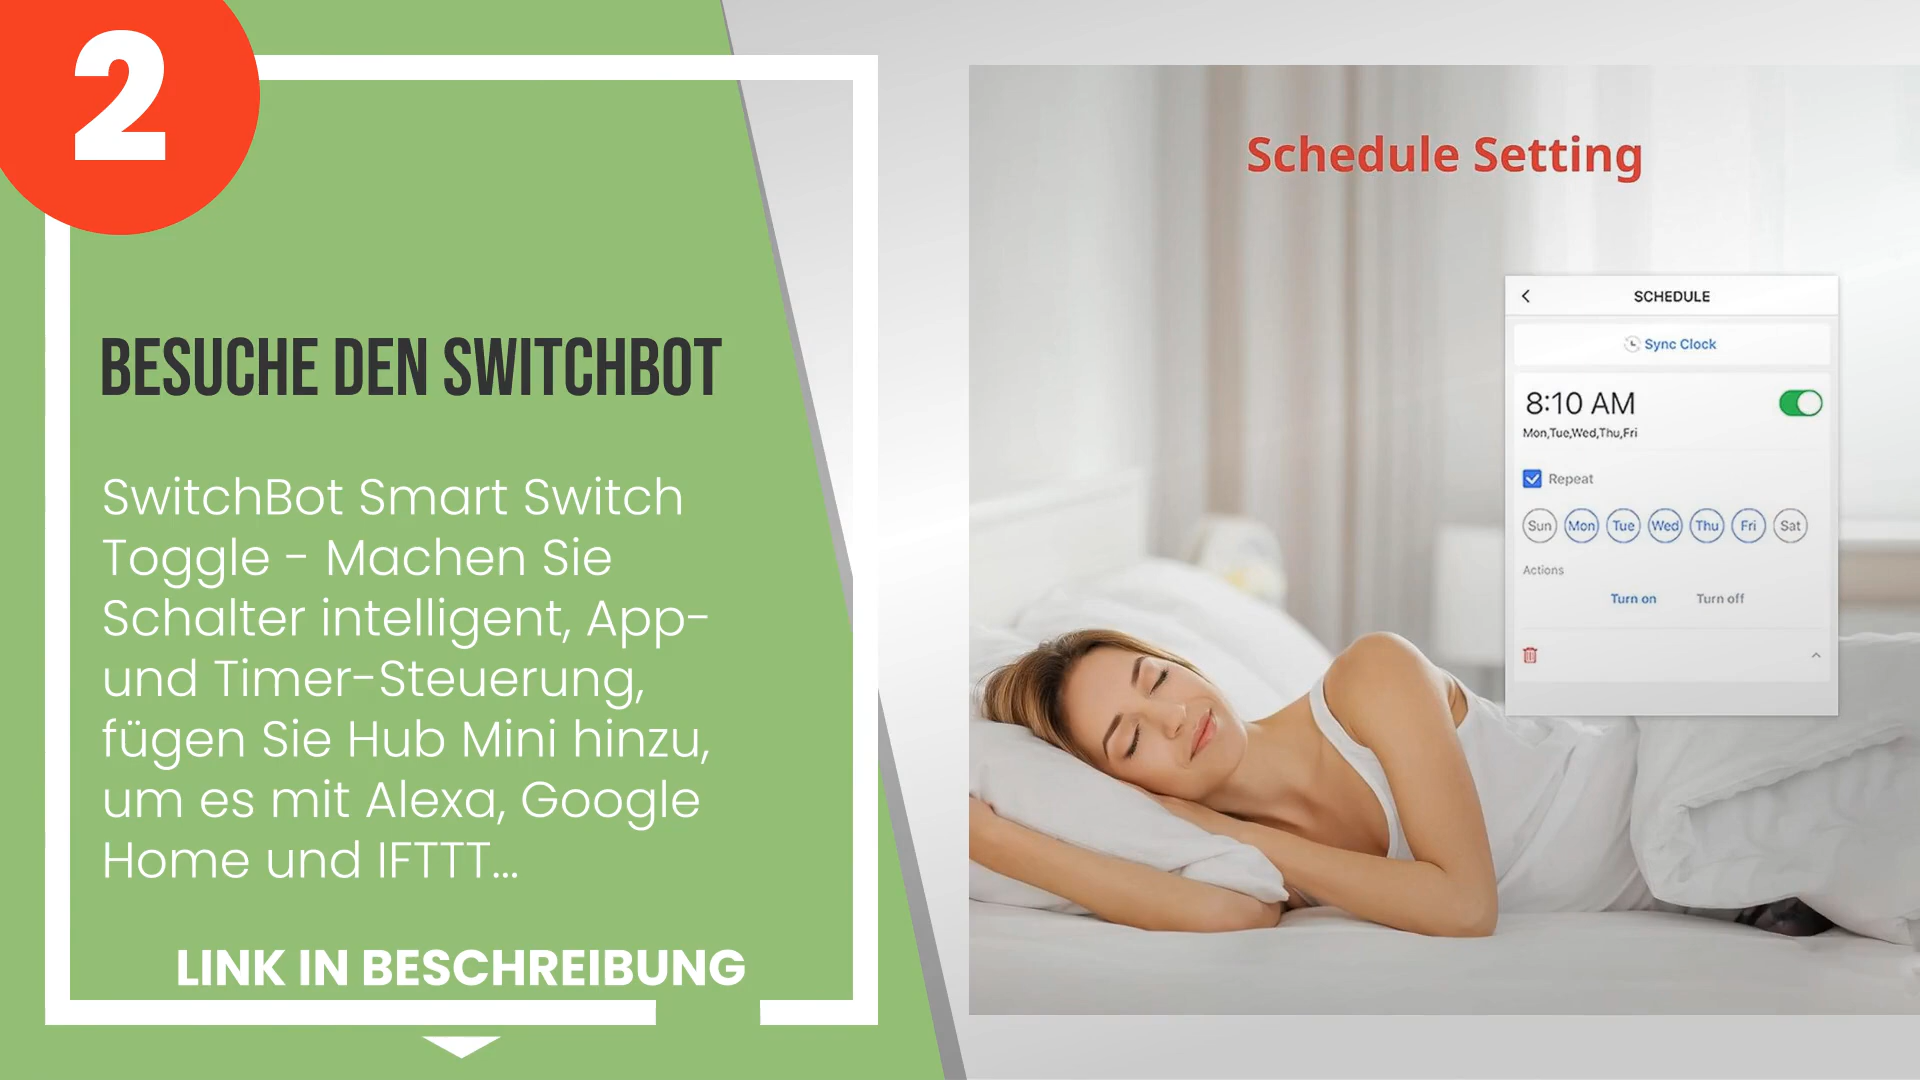 2
BESUCHE DEN SWITCHBOT
SwitchBot Smart Switch
Toggle - Machen Sie
Schalter intelligent, App-
und Timer-Steuerung,
fügen Sie Hub Mini hinzu,
um es mit Alexa, Google
Home und IFTTT...
LINK IN BESCHREIBUNG
Schedule Setting
SCHEDULE
Sync Clock
8:10 AM
Mon,Tue,Wed,Thu,Fri
Repeat
Sun Mon Tue Wed Thu Fri Sat
Actions
Turn on Turn off